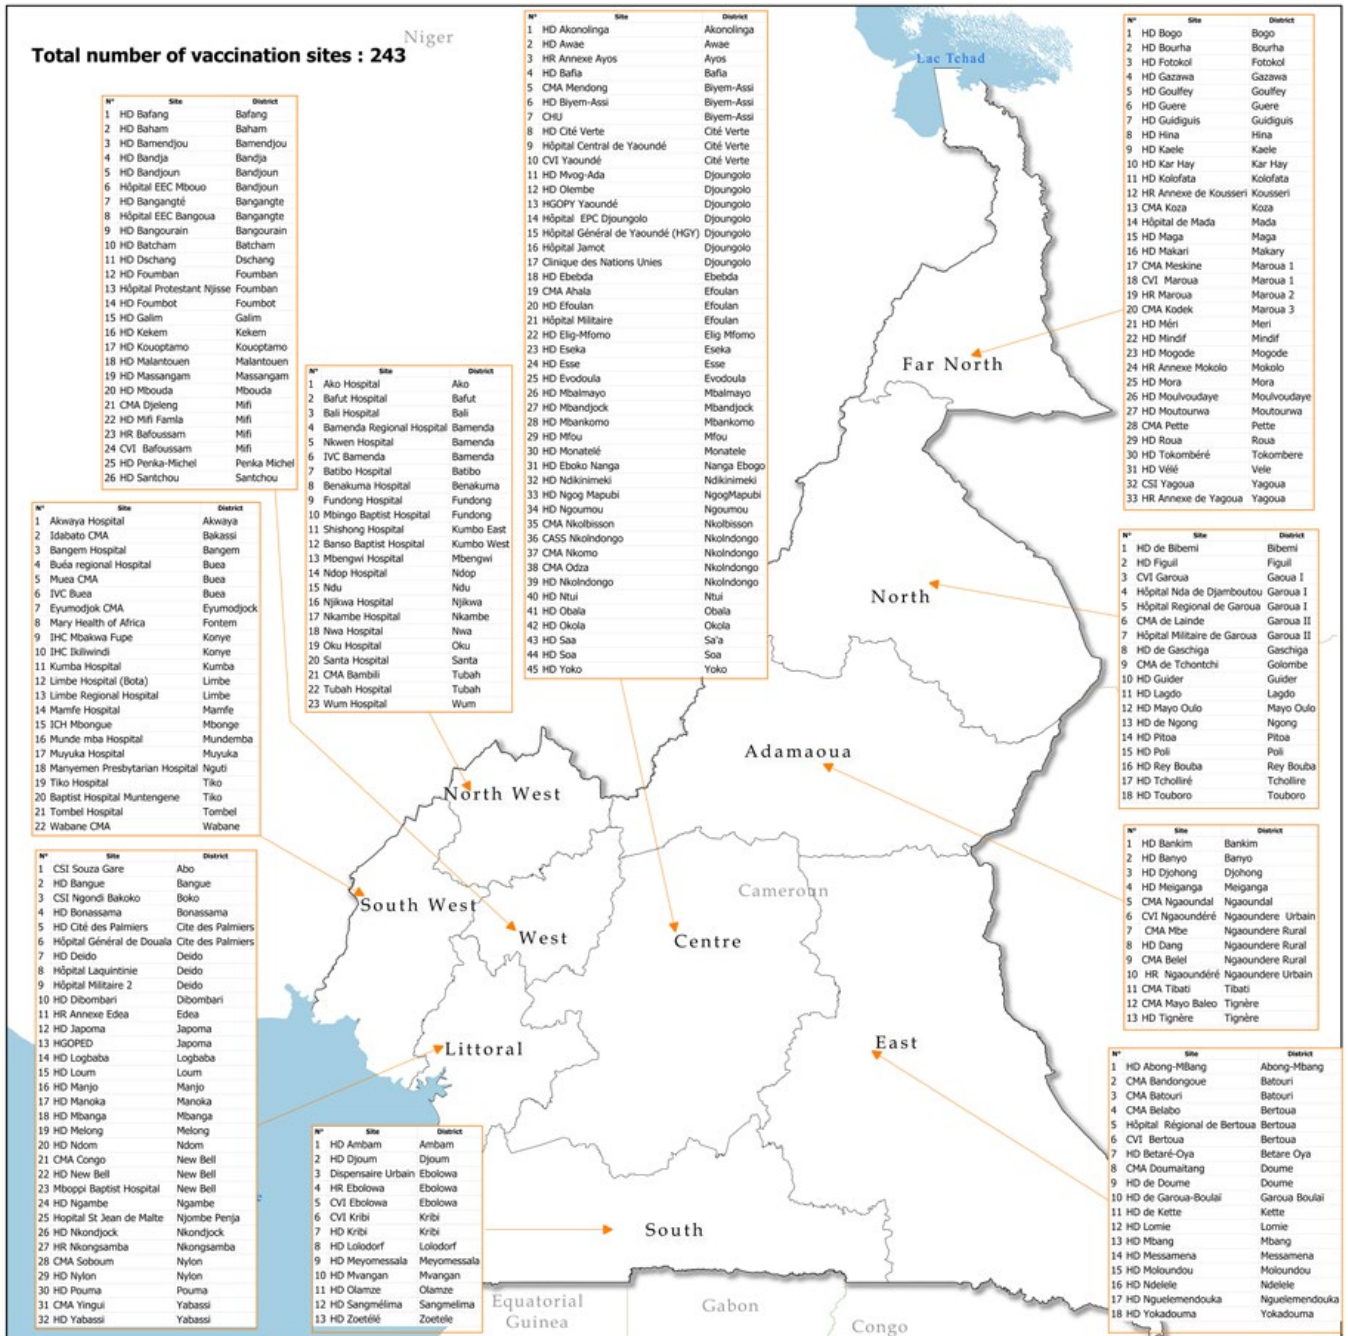 Total number of vaccination sites : 243
Niger
Lac Tchad
N° Site District
1 HD Bafang Bafang
2 HD Baham Baham
3 HD Bamendjou Bamendjou
4 HD Bandja Bandja
5 HD Bandjoun Bandjoun
6 Hôpital EEC Mbouo Bandjoun
7 HD Bangangté Bangangte
8 Hôpital EEC Bangoua Bangangte
9 HD Bangourain Bangourain
10 HD Batcham Batcham
11 HD Dschang Dschang
12 HD Foumban Foumban
13 Hôpital Protestant Njisse Foumban
14 HD Foumbot Foumbot
15 HD Galim Galim
16 HD Kekem Kekem
17 HD Kouoptamo Kouoptamo
18 HD Malantouen Malantouen
19 HD Massangam Massangam
20 HD Mbouda Mbouda
21 CMA Djeleng Mifi
22 HD Mifi Famla Mifi
23 HR Bafoussam Mifi
24 CVI Bafoussam Mifi
25 HD Penka-Michel Penka Michel
26 HD Santchou Santchou
N° Site District
1 Ako Hospital Ako
2 Bafut Hospital Bafut
3 Bali Hospital Bali
4 Bamenda Regional Hospital Bamenda
5 Nkwen Hospital Bamenda
6 IVC Bamenda Bamenda
7 Batibo Hospital Batibo
8 Benakuma Hospital Benakuma
9 Fundong Hospital Fundong
10 Mbingo Baptist Hospital Fundong
11 Shishong Hospital Kumbo East
12 Banso Baptist Hospital Kumbo West
13 Mbengwi Hospital Mbengwi
14 Ndop Hospital Ndop
15 Ndu Ndu
16 Njikwa Hospital Njikwa
17 Nkambe Hospital Nkambe
18 Nwa Hospital Nwa
19 Oku Hospital Oku
20 Santa Hospital Santa
21 CMA Bambili Tubah
22 Tubah Hospital Tubah
23 Wum Hospital Wum
N° Site District
1 HD Akonolinga Akonolinga
2 HD Awae Awae
3 HR Annexe Ayos Ayos
4 HD Bafia Bafia
5 CMA Mendong Biyem-Assi
6 HD Biyem-Assi Biyem-Assi
7 CHU Biyem-Assi
8 HD Cité Verte Cité Verte
9 Hôpital Central de Yaoundé Cité Verte
10 CVI Yaoundé Cité Verte
11 HD Mvog-Ada Djoungolo
12 HD Olembe Djoungolo
13 HGOPY Yaoundé Djoungolo
14 Hôpital EPC Djoungolo Djoungolo
15 Hôpital Général de Yaoundé (HGY) Djoungolo
16 Hôpital Jamot Djoungolo
17 Clinique des Nations Unies Djoungolo
18 HD Ebebda Ebebda
19 CMA Ahala Efoulan
20 HD Efoulan Efoulan
21 Hôpital Militaire Efoulan
22 HD Elig-Mfomo Elig Mfomo
23 HD Eseka Eseka
24 HD Esse Esse
25 HD Evodoula Evodoula
26 HD Mbalmayo Mbalmayo
27 HD Mbandjock Mbandjock
28 HD Mbankomo Mbankomo
29 HD Mfou Mfou
30 HD Monatelé Monatele
31 HD Eboko Nanga Nanga Ebogo
32 HD Ndikinimeki Ndikinimeki
33 HD Ngog Mapubi NgogMapubi
34 HD Ngoumou Ngoumou
35 CMA Nkolbisson Nkolbisson
36 CASS Nkolndongo Nkolndongo
37 CMA Nkomo Nkolndongo
38 CMA Odza Nkolndongo
39 HD Nkolndongo Nkolndongo
40 HD Ntui Ntui
41 HD Obala Obala
42 HD Okola Okola
43 HD Saa Sa'a
44 HD Soa Soa
45 HD Yoko Yoko
N° Site District
1 HD Bogo Bogo
2 HD Bourha Bourha
3 HD Fotokol Fotokol
4 HD Gazawa Gazawa
5 HD Goulfey Goulfey
6 HD Guere Guere
7 HD Guidiguis Guidiguis
8 HD Hina Hina
9 HD Kaele Kaele
10 HD Kar Hay Kar Hay
11 HD Kolofata Kolofata
12 HR Annexe de Kousseri Kousseri
13 CMA Koza Koza
14 Hôpital de Mada Mada
15 HD Maga Maga
16 HD Makari Makary
17 CMA Meskine Maroua 1
18 CVI Maroua Maroua 1
19 HR Maroua Maroua 2
20 CMA Kodek Maroua 3
21 HD Méri Meri
22 HD Mindif Mindif
23 HD Mogode Mogode
24 HR Annexe Mokolo Mokolo
25 HD Mora Mora
26 HD Moulvoudaye Moulvoudaye
27 HD Moutourwa Moutourwa
28 CMA Pette Pette
29 HD Roua Roua
30 HD Tokombéré Tokombere
31 HD Vélé Vele
32 CSI Yagoua Yagoua
33 HR Annexe de Yagoua Yagoua
N° Site District
1 Akwaya Hospital Akwaya
2 Idabato CMA Bakassi
3 Bangem Hospital Bangem
4 Buéa regional Hospital Buea
5 Muea CMA Buea
6 IVC Buea Buea
7 Eyumodjok CMA Eyumodjock
8 Mary Health of Africa Fontem
9 IHC Mbakwa Fupe Konye
10 IHC Ikiliwindi Konye
11 Kumba Hospital Kumba
12 Limbe Hospital (Bota) Limbe
13 Limbe Regional Hospital Limbe
14 Mamfe Hospital Mamfe
15 ICH Mbongue Mbonge
16 Munde mba Hospital Mundemba
17 Muyuka Hospital Muyuka
18 Manyemen Presbytarian Hospital Nguti
19 Tiko Hospital Tiko
20 Baptist Hospital Muntengene Tiko
21 Tombel Hospital Tombel
22 Wabane CMA Wabane
N° Site District
1 HD de Bibemi Bibemi
2 HD Figuil Figuil
3 CVI Garoua Gaoua I
4 Hôpital Nda de Djamboutou Garoua I
5 Hôpital Regional de Garoua Garoua I
6 CMA de Lainde Garoua II
7 Hôpital Militaire de Garoua Garoua II
8 HD de Gaschiga Gaschiga
9 CMA de Tchontchi Golombe
10 HD Guider Guider
11 HD Lagdo Lagdo
12 HD Mayo Oulo Mayo Oulo
13 HD de Ngong Ngong
14 HD Pitoa Pitoa
15 HD Poli Poli
16 HD Rey Bouba Rey Bouba
17 HD Tcholliré Tchollire
18 HD Touboro Touboro
N° Site District
1 HD Bankim Bankim
2 HD Banyo Banyo
3 HD Djohong Djohong
4 HD Meiganga Meiganga
5 CMA Ngaoundal Ngaoundal
6 CVI Ngaoundéré Ngaoundere Urbain
7 CMA Mbe Ngaoundere Rural
8 HD Dang Ngaoundere Rural
9 CMA Belel Ngaoundere Rural
10 HR Ngaoundéré Ngaoundere Urbain
11 CMA Tibati Tibati
12 CMA Mayo Baleo Tignère
13 HD Tignère Tignère
N° Site District
1 CSI Souza Gare Abo
2 HD Bangue Bangue
3 CSI Ngondi Bakoko Boko
4 HD Bonassama Bonassama
5 HD Cité des Palmiers Cite des Palmiers
6 Hôpital Général de Douala Cite des Palmiers
7 HD Deido Deido
8 Hôpital Laquintinie Deido
9 Hôpital Militaire 2 Deido
10 HD Dibombari Dibombari
11 HR Annexe Edea Edea
12 HD Japoma Japoma
13 HGOPED Japoma
14 HD Logbaba Logbaba
15 HD Loum Loum
16 HD Manjo Manjo
17 HD Manoka Manoka
18 HD Mbanga Mbanga
19 HD Melong Melong
20 HD Ndom Ndom
21 CMA Congo New Bell
22 HD New Bell New Bell
23 Mboppi Baptist Hospital New Bell
24 HD Ngambe Ngambe
25 Hopital St Jean de Malte Njombe Penja
26 HD Nkondjock Nkondjock
27 HR Nkongsamba Nkongsamba
28 CMA Soboum Nylon
29 HD Nylon Nylon
30 HD Pouma Pouma
31 CMA Yingui Yabassi
32 HD Yabassi Yabassi
N° Site District
1 HD Ambam Ambam
2 HD Djoum Djoum
3 Dispensaire Urbain Ebolowa
4 HR Ebolowa Ebolowa
5 CVI Ebolowa Ebolowa
6 CVI Kribi Kribi
7 HD Kribi Kribi
8 HD Lolodorf Lolodorf
9 HD Meyomessala Meyomessala
10 HD Mvangan Mvangan
11 HD Olamze Olamze
12 HD Sangmélima Sangmelima
13 HD Zoetélé Zoetele
N° Site District
1 HD Abong-MBang Abong-Mbang
2 CMA Bandongoue Batouri
3 CMA Batouri Batouri
4 CMA Belabo Bertoua
5 Hôpital Régional de Bertoua Bertoua
6 CVI Bertoua Bertoua
7 HD Betaré-Oya Betare Oya
8 CMA Doumaitang Doume
9 HD de Doume Doume
10 HD de Garoua-Boulaï Garoua Boulaï
11 HD de Kette Kette
12 HD Lomie Lomie
13 HD Mbang Mbang
14 HD Messamena Messamena
15 HD Moloundou Moloundou
16 HD Ndelele Ndelele
17 HD Nguelemendouka Nguelemendouka
18 HD Yokadouma Yokadouma
Far North
North
Adamaoua
North West
Cameroun
South West
West
Centre
Littoral
East
South
e
Equatorial
Guinea
Gabon
Congo